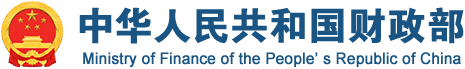 中华人民共和国财政部
Ministry of Finance of the People’ s Republic of China